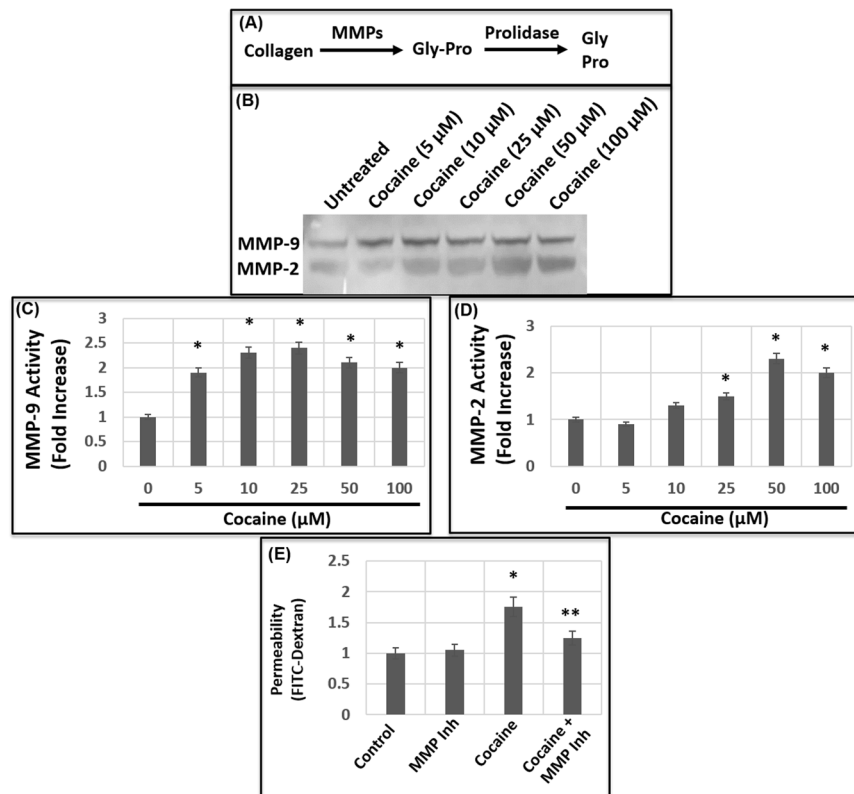 (A)
MMPs Prolidase
Collagen Gly-Pro Gly
Pro
(B)
Untreated
Cocaine (5 µM)
Cocaine (10 µM)
Cocaine (25 µM)
Cocaine (50 µM)
Cocaine (100 µM)
MMP-9
MMP-2
(C)
MMP-9 Activity
(Fold Increase)
3
2.5
2
1.5
1
0.5
0
* * * * *
0 5 10 25 50 100
Cocaine (µM)
(D)
MMP-2 Activity
(Fold Increase)
3
2
1
0
* * *
0 5 10 25 50 100
Cocaine (µM)
(E)
Permeability
(FITC-Dextran)
2.5
2
1.5
1
0.5
0
* **
Control
MMP Inh
Cocaine
Cocaine +
MMP Inh